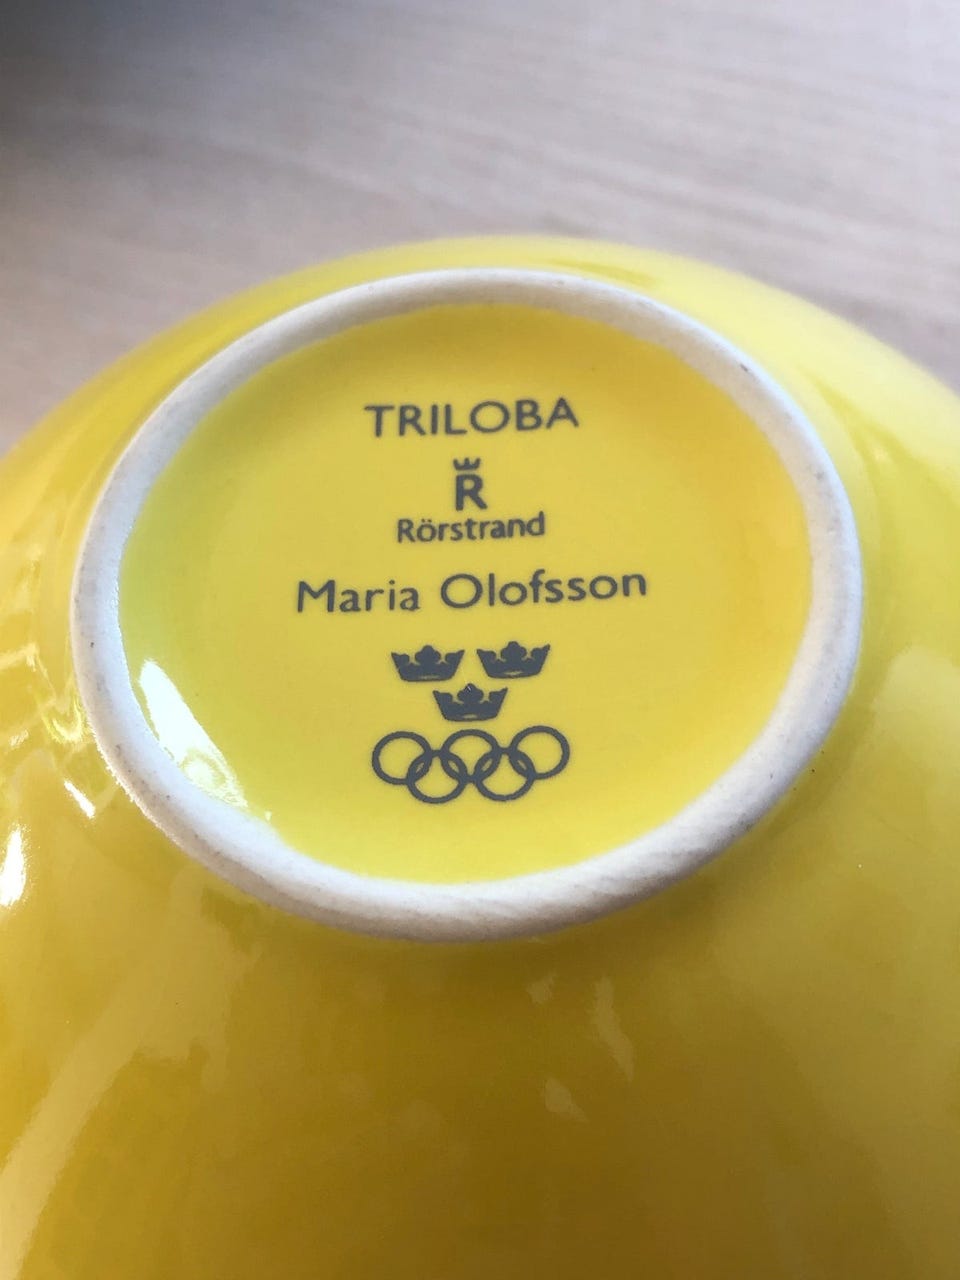 TRILOBA
R
Rörstrand
Maria Olofsson